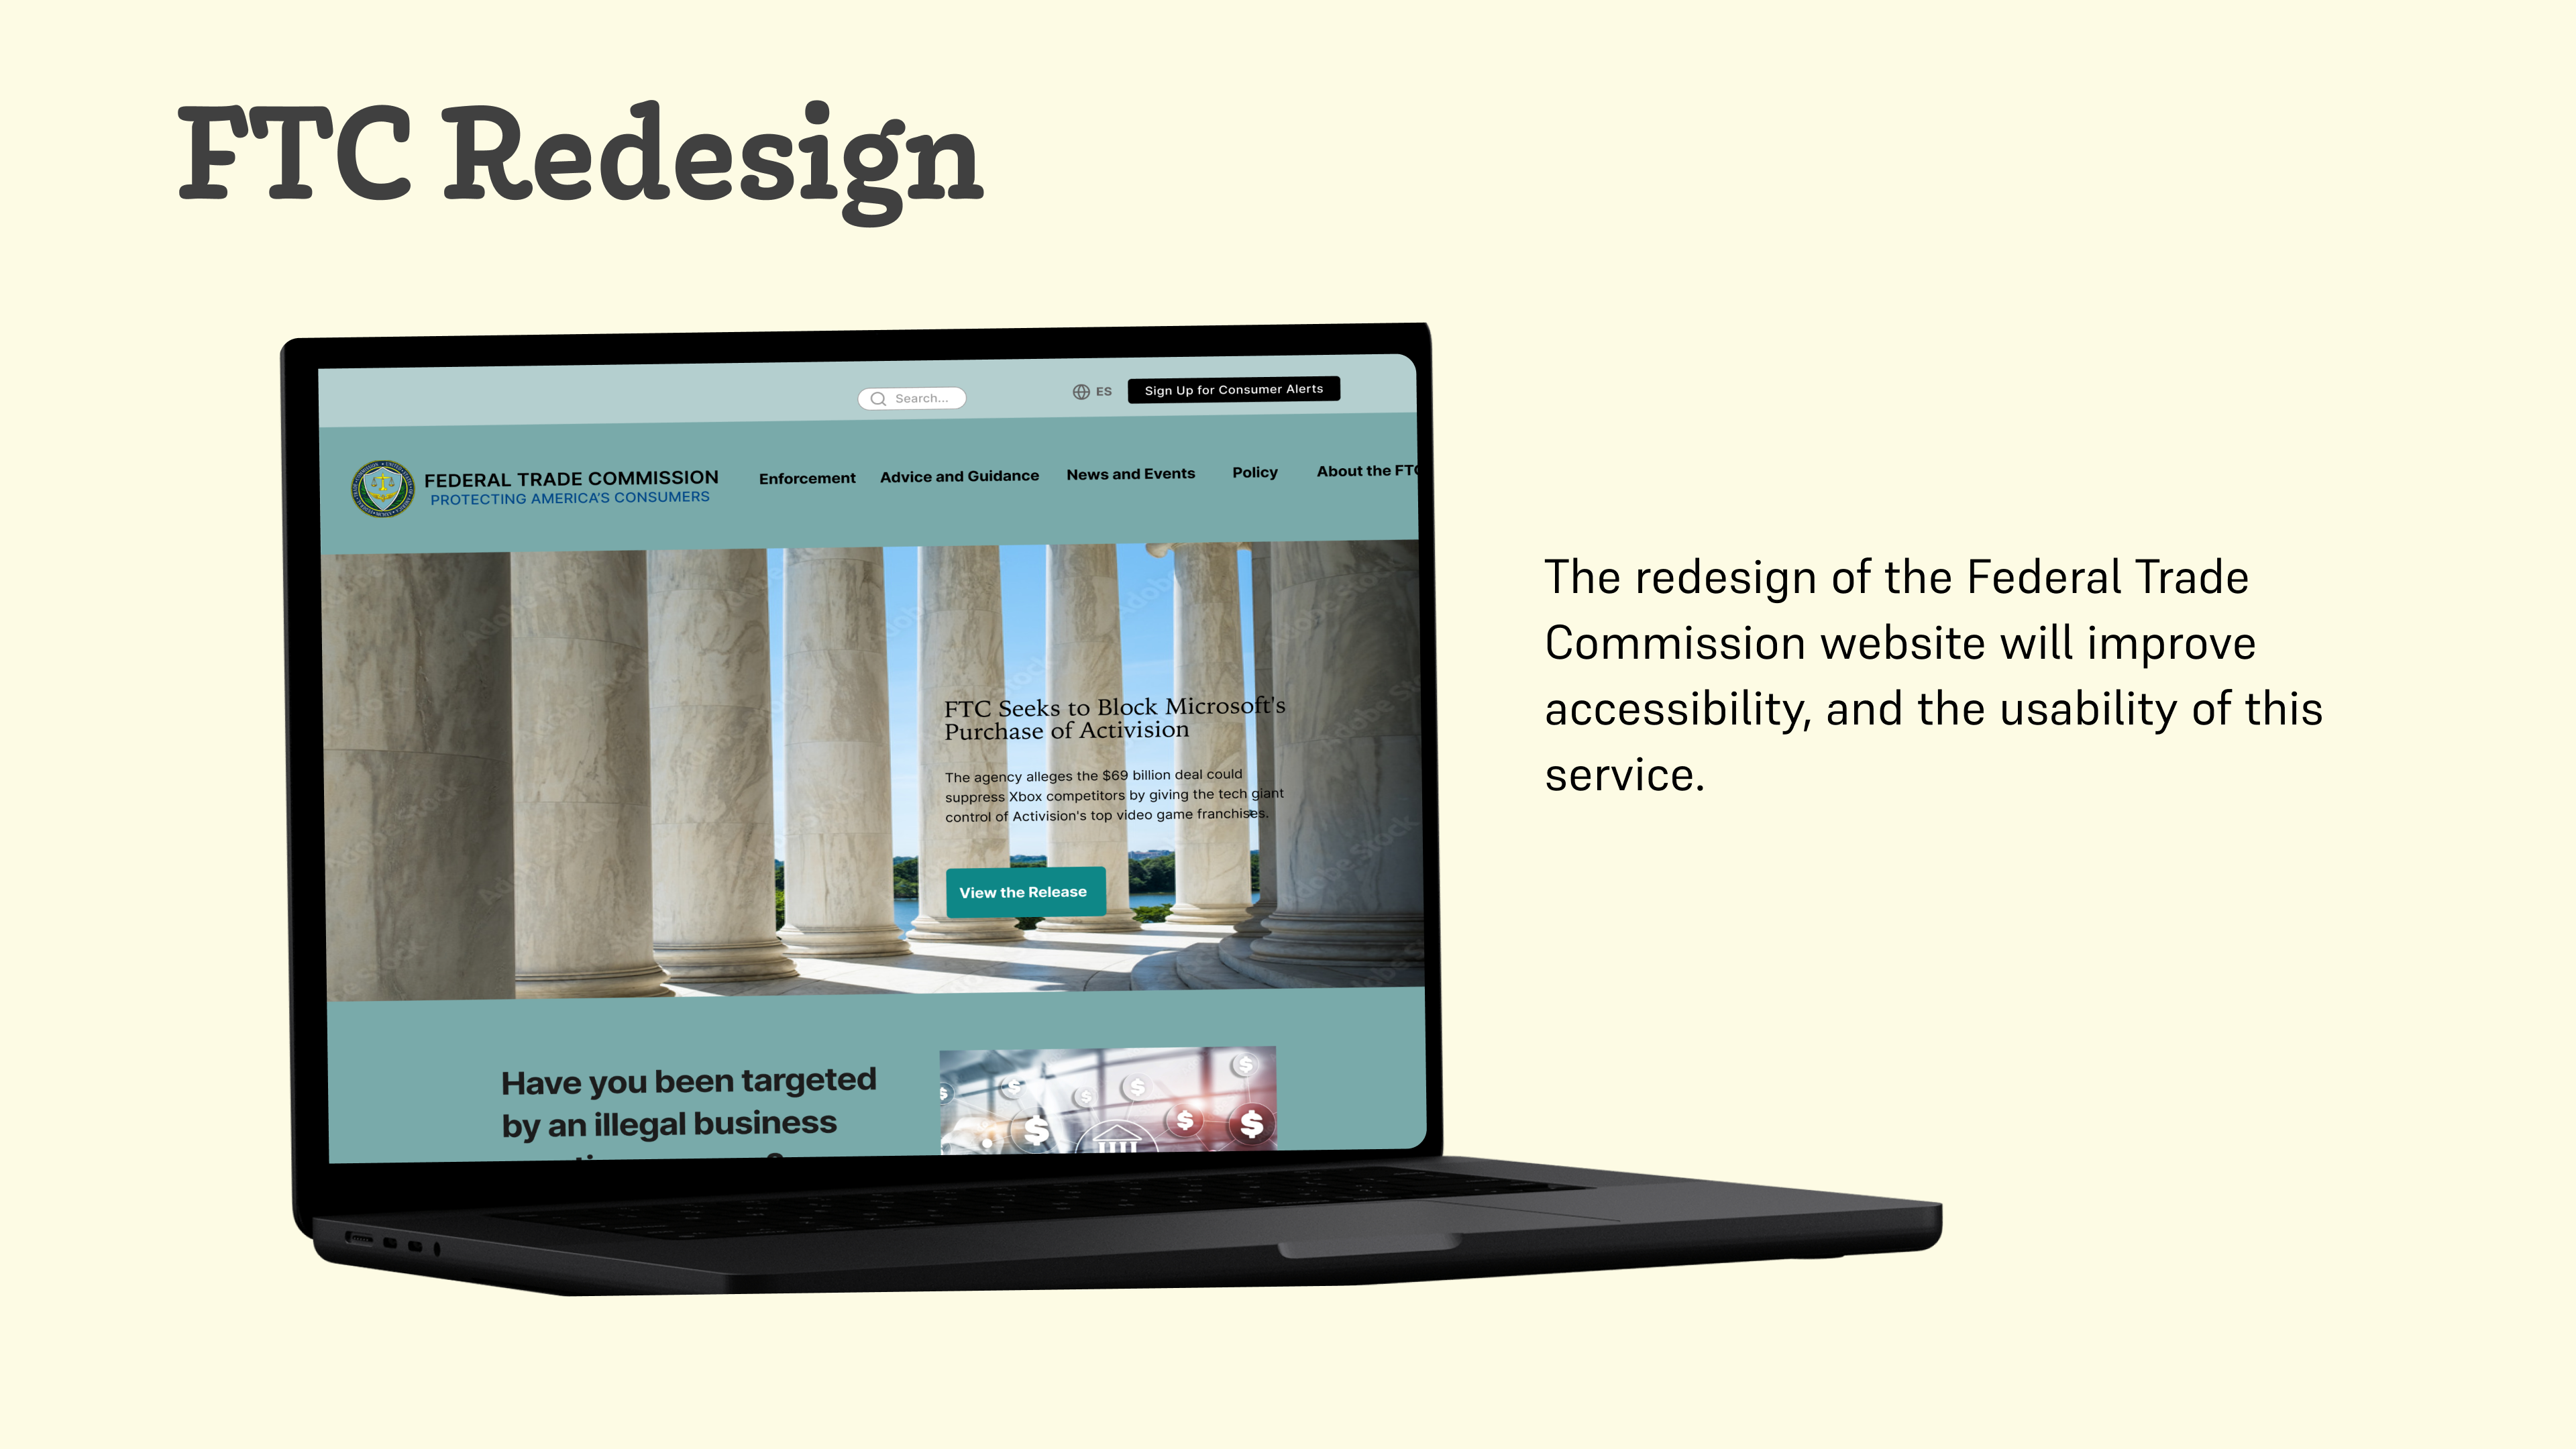 FTC Redesign
Search...
ES
Sign Up for Consumer Alerts
FEDERAL TRADE COMMISSION
PROTECTING AMERICA'S CONSUMERS
Enforcement
Advice and Guidance
News and Events
Policy
About the FTC
FTC Seeks to Block Microsoft's
Purchase of Activision
The agency alleges the $69 billion deal could
suppress Xbox competitors by giving the tech giant
control of Activision's top video game franchises.
View the Release
Have you been targeted
by an illegal business
The redesign of the Federal Trade
Commission website will improve
accessibility, and the usability of this
service.
Adobe Stock